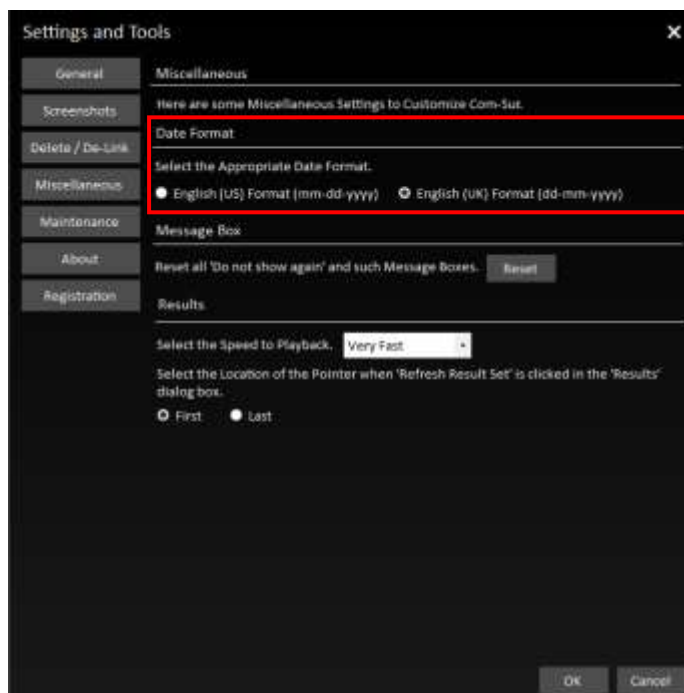 Settings and Tools
General
Screenshots
Delete / De-Link
Miscellaneous
Maintenance
About
Registration
Miscellaneous
Here are some Miscellaneous Settings to Customize Com-Sur.
Date Format
Select the Appropriate Date Format.
English (US) Format (mm-dd-yyyy) English (UK) Format (dd-mm-yyyy)
Message Box
Reset all 'Do not show again' and such Message Boxes. Reset
Results
Select the Speed to Playback. Very Fast
Select the Location of the Pointer when 'Refresh Result Set' is clicked in the 'Results'
dialog box.
First Last
OK Cancel